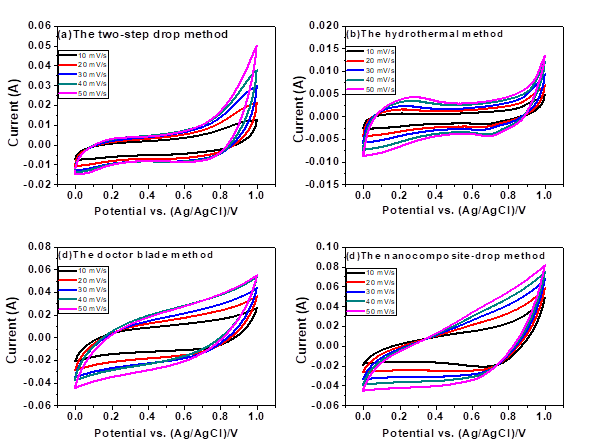 (a)The two-step drop method
10 mV/s
20 mV/s
30 mV/s
40 mV/s
50 mV/s
0.06
0.05
0.04
0.03
0.02
0.01
0.00
-0.01
-0.02
Current (A)
0.0 0.2 0.4 0.6 0.8 1.0
Potential vs. (Ag/AgCl)/V
(b)The hydrothermal method
10 mV/s
20 mV/s
30 mV/s
40 mV/s
50 mV/s
0.020
0.015
0.010
0.005
0.000
-0.005
-0.010
-0.015
Current (A)
0.0 0.2 0.4 0.6 0.8 1.0
Potential vs. (Ag/AgCl)/V
(d)The doctor blade method
10 mV/s
20 mV/s
30 mV/s
40 mV/s
50 mV/s
0.08
0.06
0.04
0.02
0.00
-0.02
-0.04
-0.06
Current (A)
0.0 0.2 0.4 0.6 0.8 1.0
Potential vs. (Ag/AgCl)/V
(d)The nanocomposite-drop method
10 mV/s
20 mV/s
30 mV/s
40 mV/s
50 mV/s
0.10
0.08
0.06
0.04
0.02
0.00
-0.02
-0.04
-0.06
Current (A)
0.0 0.2 0.4 0.6 0.8 1.0
Potential vs. (Ag/AgCl)/V